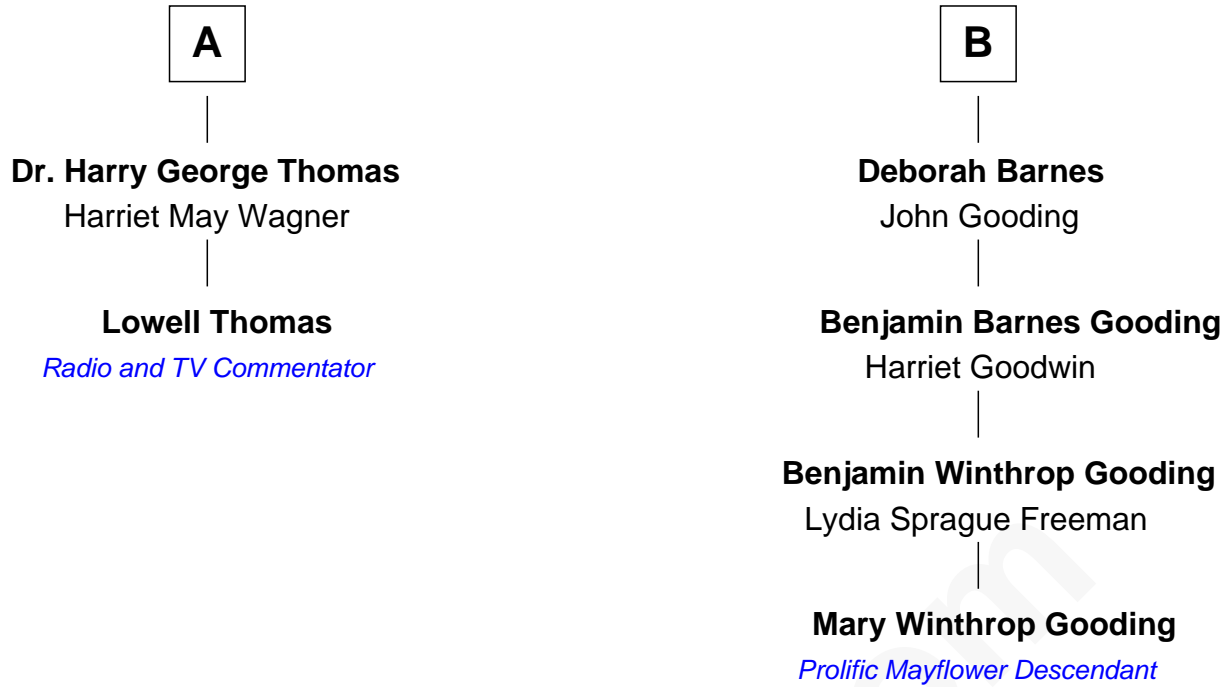 A
Dr. Harry George Thomas
Harriet May Wagner
Lowell Thomas
Radio and TV Commentator
B
Deborah Barnes
John Gooding
Benjamin Barnes Gooding
Harriet Goodwin
Benjamin Winthrop Gooding
Lydia Sprague Freeman
Mary Winthrop Gooding
Prolific Mayflower Descendant